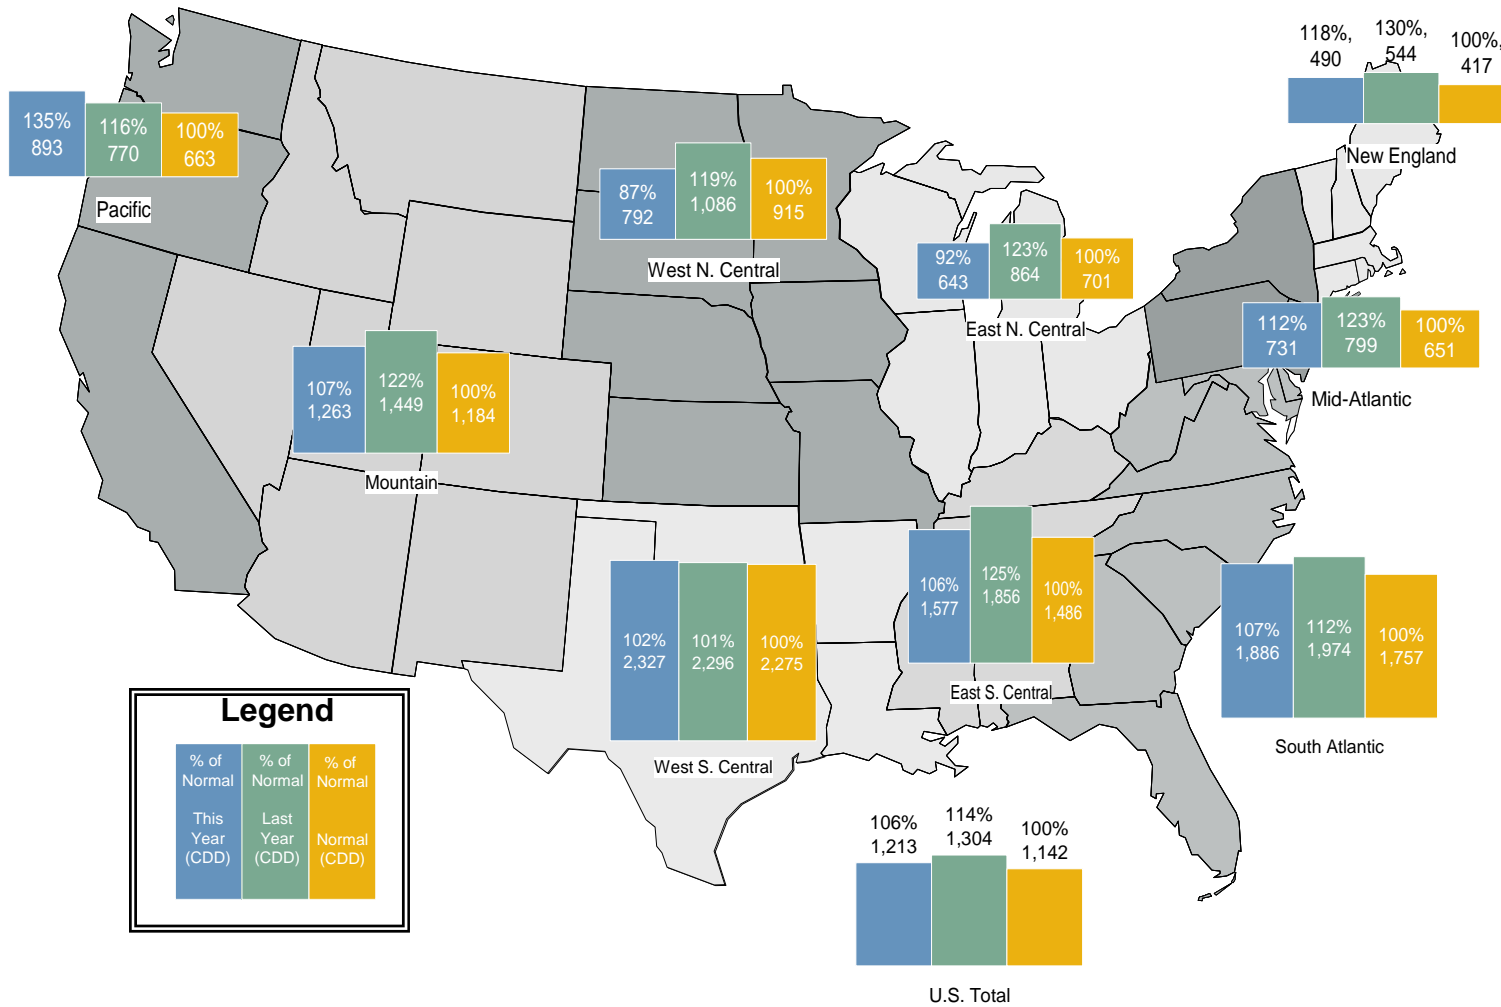 118%,
490
130%,
544
100%,
417
New England
135%
893
116%
770
100%
663
Pacific
87%
792
119%
1,086
100%
915
West N. Central
92%
643
123%
864
100%
701
East N. Central
112%
731
123%
799
100%
651
Mid-Atlantic
107%
1,263
122%
1,449
100%
1,184
Mountain
102%
2,327
101%
2,296
100%
2,275
West S. Central
106%
1,577
125%
1,856
100%
1,486
East S. Central
107%
1,886
112%
1,974
100%
1,757
South Atlantic
Legend
% of
Normal
This
Year
(CDD)
% of
Normal
Last
Year
(CDD)
% of
Normal
Normal
(CDD)
106%
1,213
114%
1,304
100%
1,142
U.S. Total